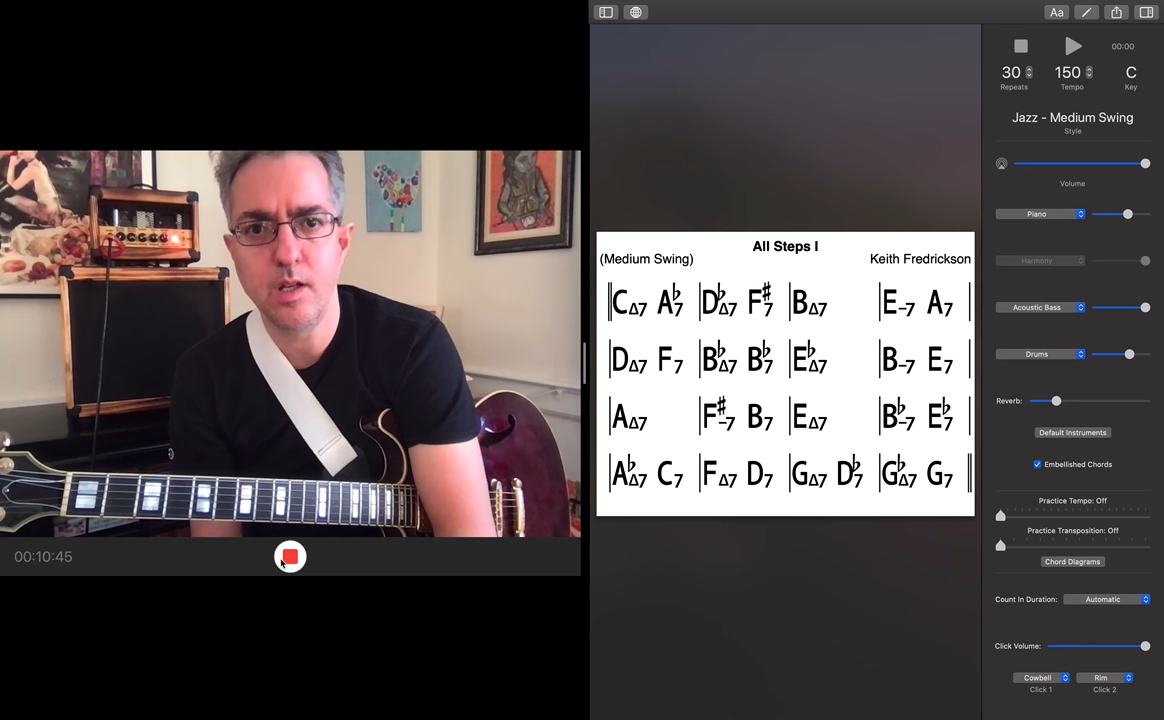 00:10:45
Aa
00:00
30 150 C
Repeats Tempo Key
Jazz - Medium Swing
Style
Volume
Piano
Harmony
Acoustic Bass
Drums
Reverb:
Default Instruments
Embellished Chords
Practice Tempo: Off
Practice Transposition: Off
Chord Diagrams
Count In Duration: Automatic
Click Volume:
Cowbell Rim
Click 1 Click 2
All Steps I
(Medium Swing) Keith Fredrickson
C△7 A♭7 D♭△7 F♯7 B△7 E–7 A7
D△7 F7 B♭△7 B♭7 E♭△7 B–7 E7
A△7 F♯–7 B7 E△7 B♭–7 E♭7
A♭△7 C7 F△7 D7 G△7 D♭7 G♭△7 G7